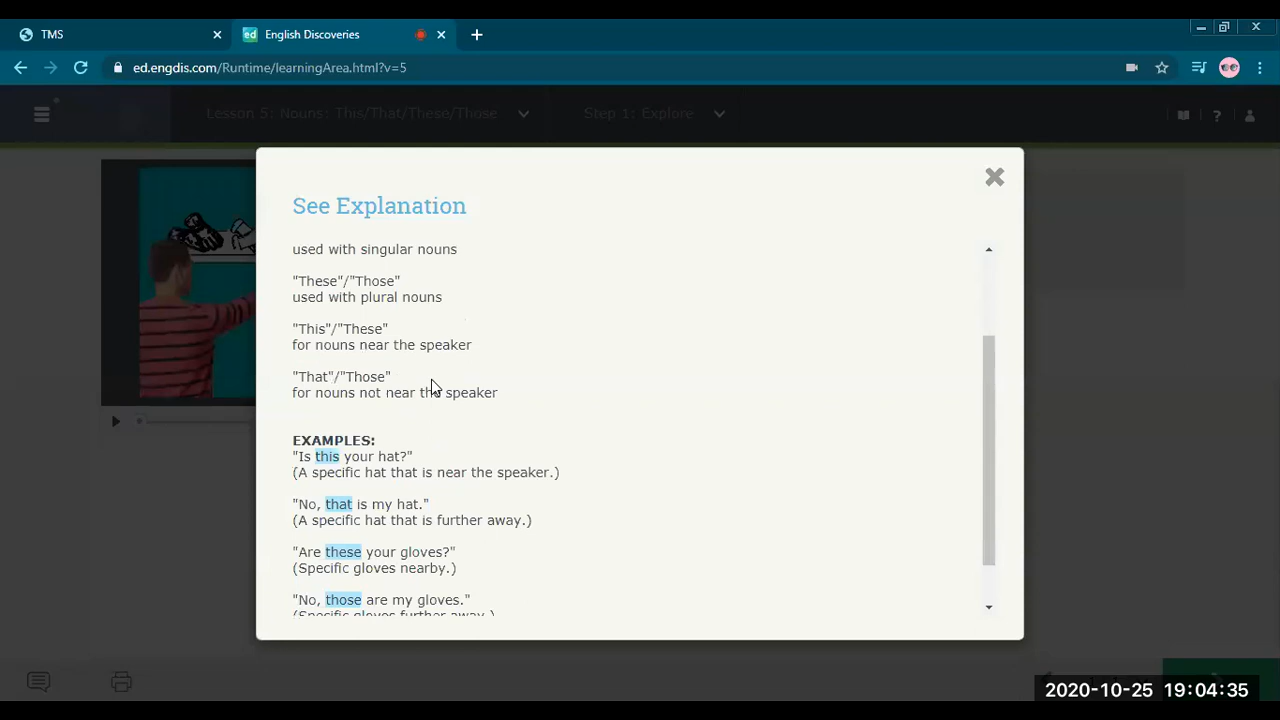 TMS
English Discoveries
ed.engdis.com/Runtime/learningArea.html?v=5
Lesson 5: Nouns: This/That/These/Those
Step 1: Explore
See Explanation
used with singular nouns
"These"/"Those"
used with plural nouns
"This"/"These"
for nouns near the speaker
"That"/"Those"
for nouns not near the speaker
EXAMPLES:
"Is this your hat?"
(A specific hat that is near the speaker.)
"No, that is my hat."
(A specific hat that is further away.)
"Are these your gloves?"
(Specific gloves nearby.)
"No, those are my gloves."
(Specific gloves further away.)
2020-10-25 19:04:35